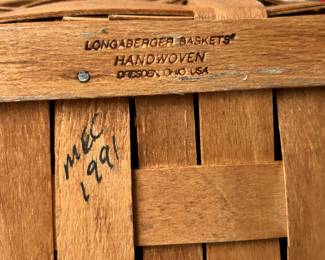 LONGABERGER BASKETS®
HANDWOVEN
DRESDEN, OHIO USA
MEC
1991